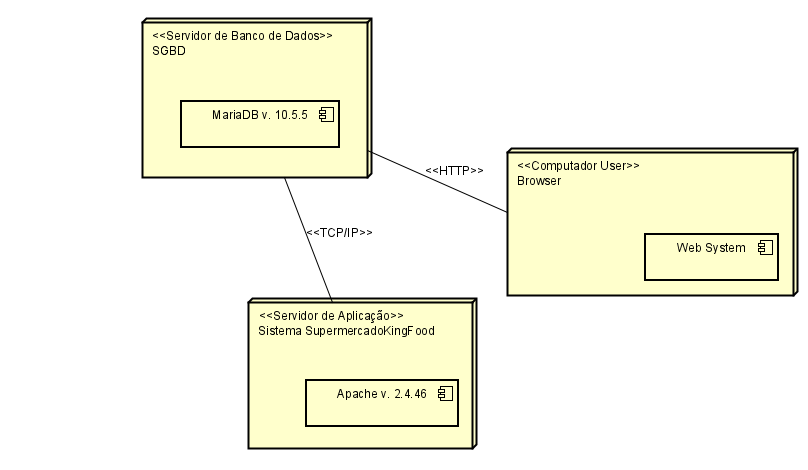 <<Servidor de Banco de Dados>>
SGBD
MariaDB v. 10.5.5
<<HTTP>>
<<Computador User>>
Browser
Web System
<<TCP/IP>>
<<Servidor de Aplicação>>
Sistema SupermercadoKingFood
Apache v. 2.4.46